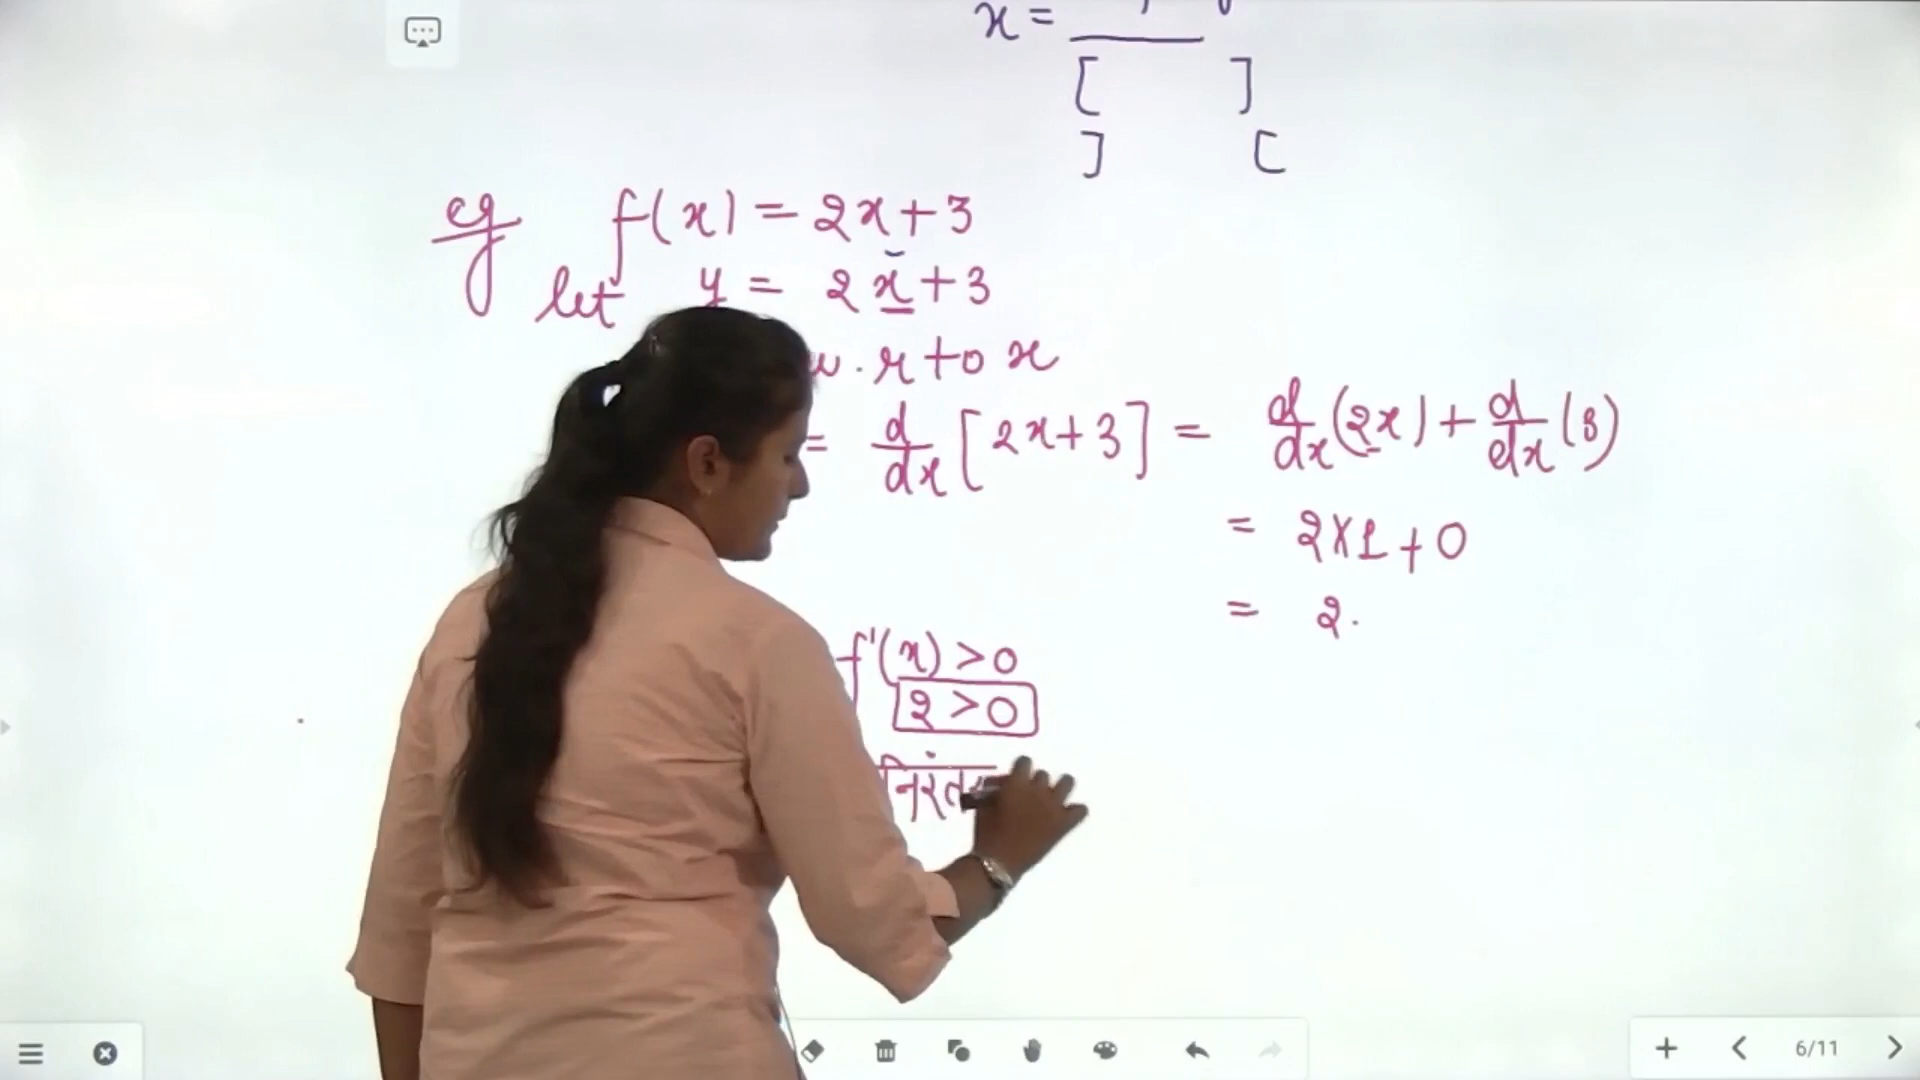 x =
[ ]
] [
eg f(x) = 2x+3
let y = 2x+3
w.r to x
= d/dx [2x+3] = d/dx (2x) + d/dx (3)
= 2×1+0
= 2.
f'(x) >0
2 >0
6/11